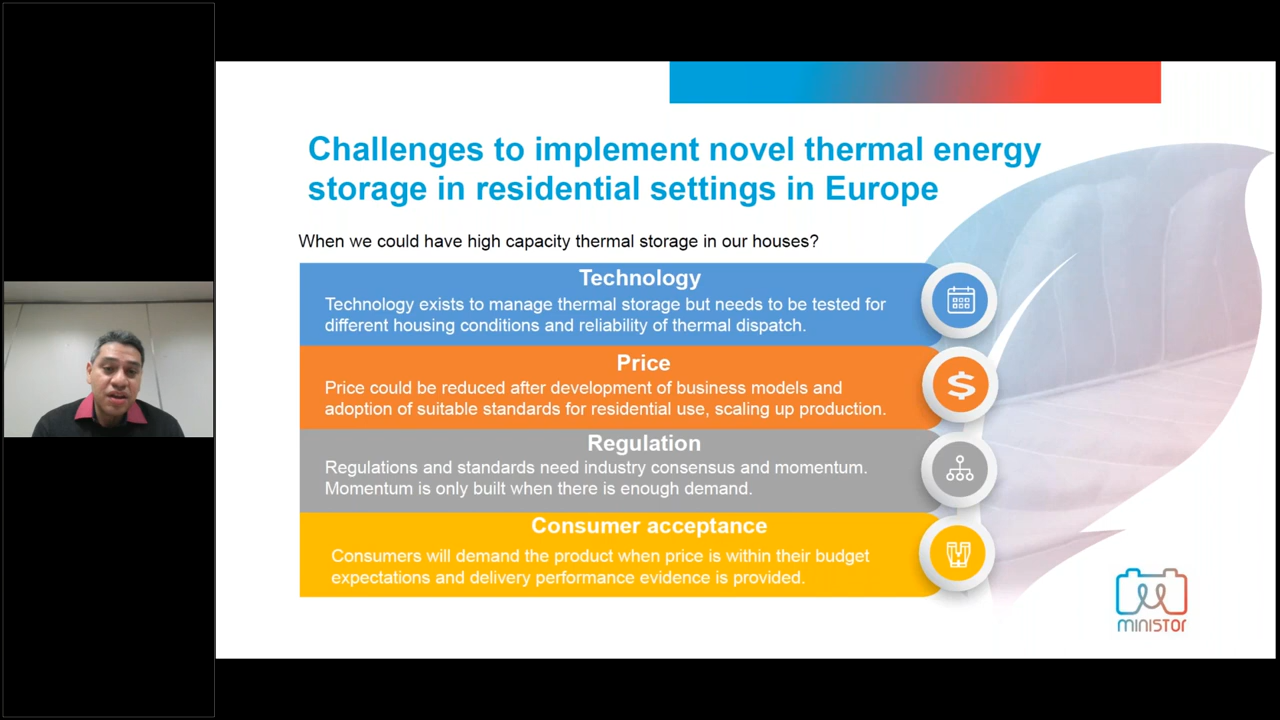 Challenges to implement novel thermal energy
storage in residential settings in Europe
When we could have high capacity thermal storage in our houses?
Technology
Technology exists to manage thermal storage but needs to be tested for
different housing conditions and reliability of thermal dispatch.
Price
Price could be reduced after development of business models and
adoption of suitable standards for residential use, scaling up production.
Regulation
Regulations and standards need industry consensus and momentum.
Momentum is only built when there is enough demand.
Consumer acceptance
Consumers will demand the product when price is within their budget
expectations and delivery performance evidence is provided.
$
MINISTOR